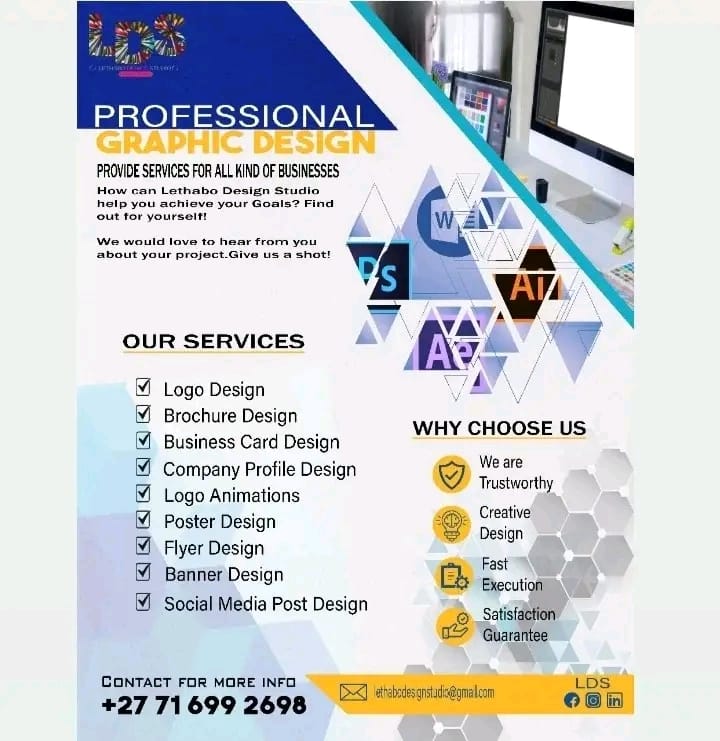 LDS
PROFESSIONAL
GRAPHIC DESIGN
PROVIDE SERVICES FOR ALL KIND OF BUSINESSES
How can Lethabo Design Studio
help you achieve your Goals? Find
out for yourself!
We would love to hear from you
about your project.Give us a shot!
W
Ps
Ai
Ae
OUR SERVICES
Logo Design
Brochure Design
Business Card Design
Company Profile Design
Logo Animations
Poster Design
Flyer Design
Banner Design
Social Media Post Design
WHY CHOOSE US
We are
Trustworthy
Creative
Design
Fast
Execution
Satisfaction
Guarantee
CONTACT FOR MORE INFO
+27 71 699 2698
lethabodesignstudio@gmail.com
LDS